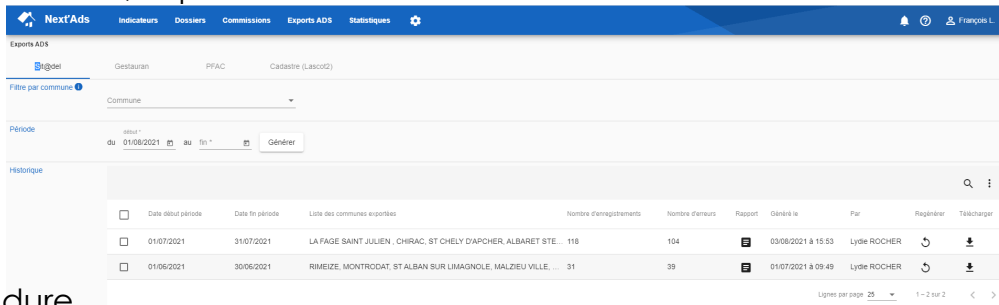 Next'Ads Indicateurs Dossiers Commissions Exports ADS Statistiques François L.
Exports ADS
St@del Gestauran PFAC Cadastre (Lascot2)
Filtre par commune
Commune
Période
début *
du 01/08/2021 au fin * Générer
Historique
Date début période Date fin période Liste des communes exportées Nombre d'enregistrements Nombre d'erreurs Rapport Généré le Par Regénérer Télécharger
01/07/2021 31/07/2021 LA FAGE SAINT JULIEN , CHIRAC, ST CHELY D'APCHER, ALBARET STE... 118 104 03/08/2021 à 15:53 Lydie ROCHER
01/06/2021 30/06/2021 RIMEIZE, MONTRODAT, ST ALBAN SUR LIMAGNOLE, MALZIEU VILLE, ... 31 39 01/07/2021 à 09:49 Lydie ROCHER
Lignes par page 25 1 – 2 sur 2
dure